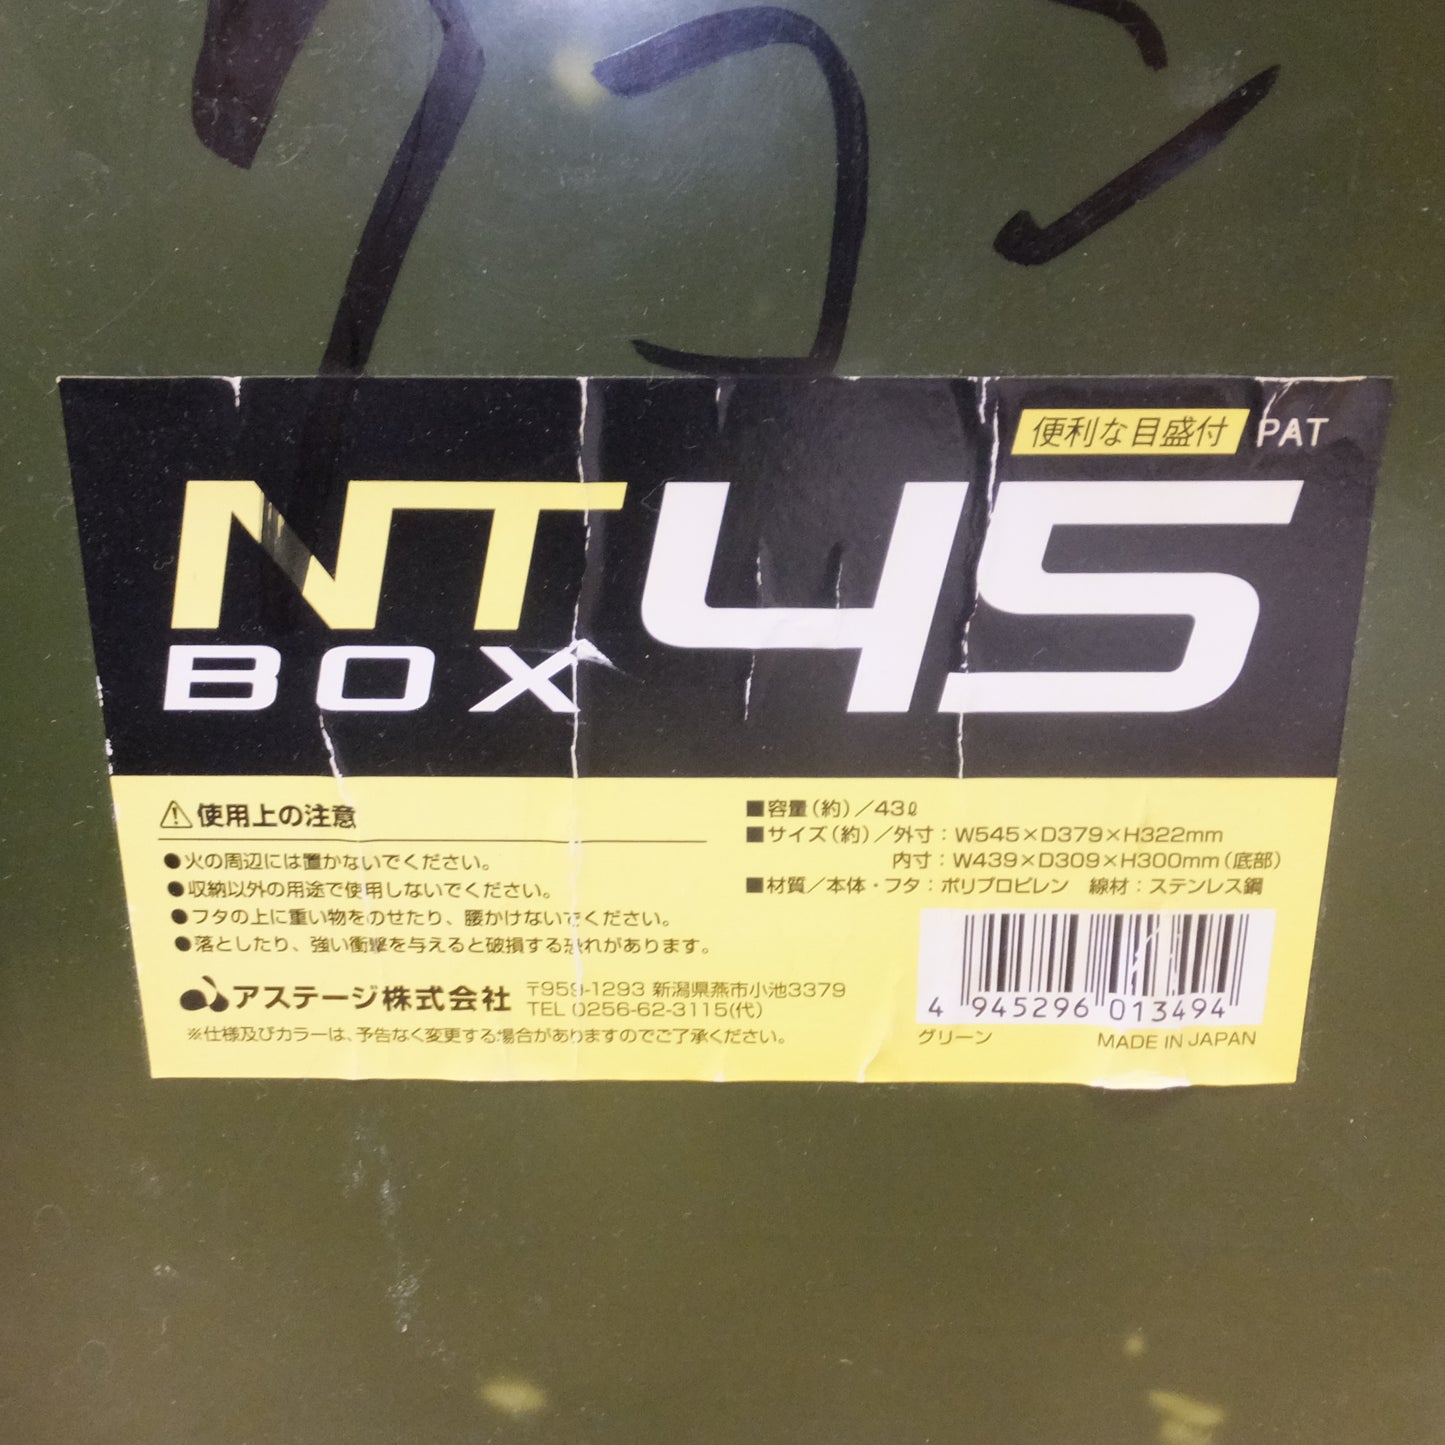 便利な目盛付 PAT
NT
BOX
45
⚠使用上の注意
●火の周辺には置かないでください。
●収納以外の用途で使用しないでください。
●フタの上に重い物をのせたり、腰かけないでください。
●落としたり、強い衝撃を与えると破損する恐れがあります。
アステージ株式会社
〒959-1293 新潟県燕市小池3379
TEL 0256-62-3115(代)
※仕様及びカラーは、予告なく変更する場合がありますのでご了承ください。
■容量(約)/43ℓ
■サイズ(約)/外寸:W545×D379×H322mm
内寸:W439×D309×H300mm(底部)
■材質/本体・フタ:ポリプロピレン 線材:ステンレス鋼
4 945296 013494
グリーン
MADE IN JAPAN